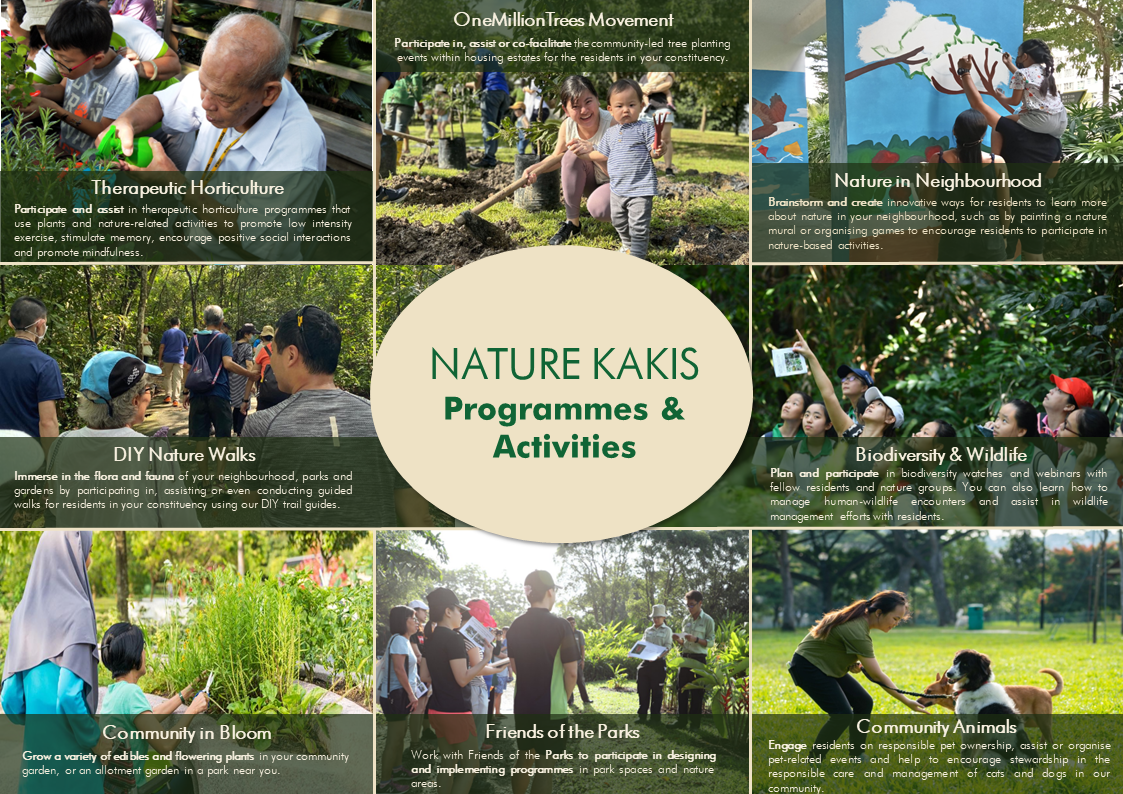 OneMillionTrees Movement
Participate in, assist or co-facilitate the community-led tree planting
events within housing estates for the residents in your constituency.
Therapeutic Horticulture
Participate and assist in therapeutic horticulture programmes that
use plants and nature-related activities to promote low intensity
exercise, stimulate memory, encourage positive social interactions
and promote mindfulness.
Nature in Neighbourhood
Brainstorm and create innovative ways for residents to learn more
about nature in your neighbourhood, such as by painting a nature
mural or organising games to encourage residents to participate in
nature-based activities.
NATURE KAKIS
Programmes &
Activities
DIY Nature Walks
Immerse in the flora and fauna of your neighbourhood, parks and
gardens by participating in, assisting or even conducting guided
walks for residents in your constituency using our DIY trail guides.
Biodiversity & Wildlife
Plan and participate in biodiversity watches and webinars with
fellow residents and nature groups. You can also learn how to
manage human-wildlife encounters and assist in wildlife
management efforts with residents.
Community in Bloom
Grow a variety of edibles and flowering plants in your community
garden, or an allotment garden in a park near you.
Friends of the Parks
Work with Friends of the Parks to participate in designing
and implementing programmes in park spaces and nature
areas.
Community Animals
Engage residents on responsible pet ownership, assist or organise
pet-related events and help to encourage stewardship in the
responsible care and management of cats and dogs in our
community.